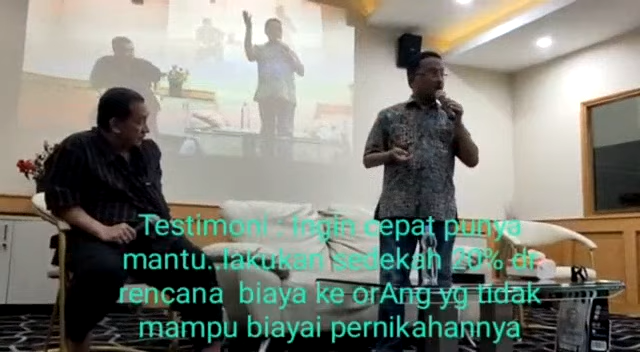 Testimoni : Ingin cepat punya
mantu..lakukan sedekah 20% dr
rencana biaya ke orAng yg tidak
mampu biayai pernikahannya